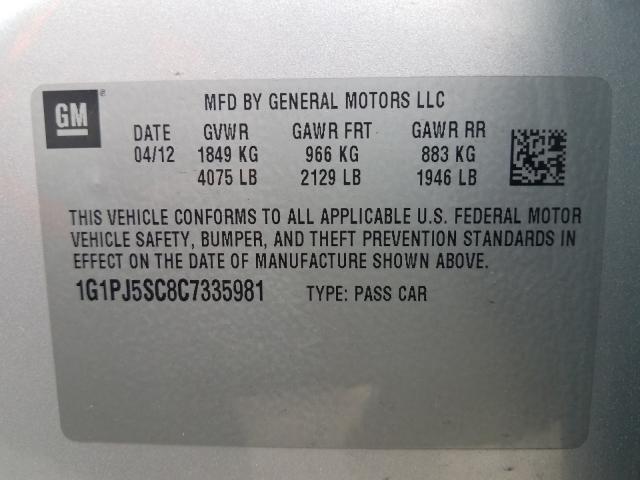 GM ®
MFD BY GENERAL MOTORS LLC
DATE GVWR GAWR FRT GAWR RR
04/12 1849 KG 966 KG 883 KG
4075 LB 2129 LB 1946 LB
THIS VEHICLE CONFORMS TO ALL APPLICABLE U.S. FEDERAL MOTOR
VEHICLE SAFETY, BUMPER, AND THEFT PREVENTION STANDARDS IN
EFFECT ON THE DATE OF MANUFACTURE SHOWN ABOVE.
1G1PJ5SC8C7335981 TYPE: PASS CAR